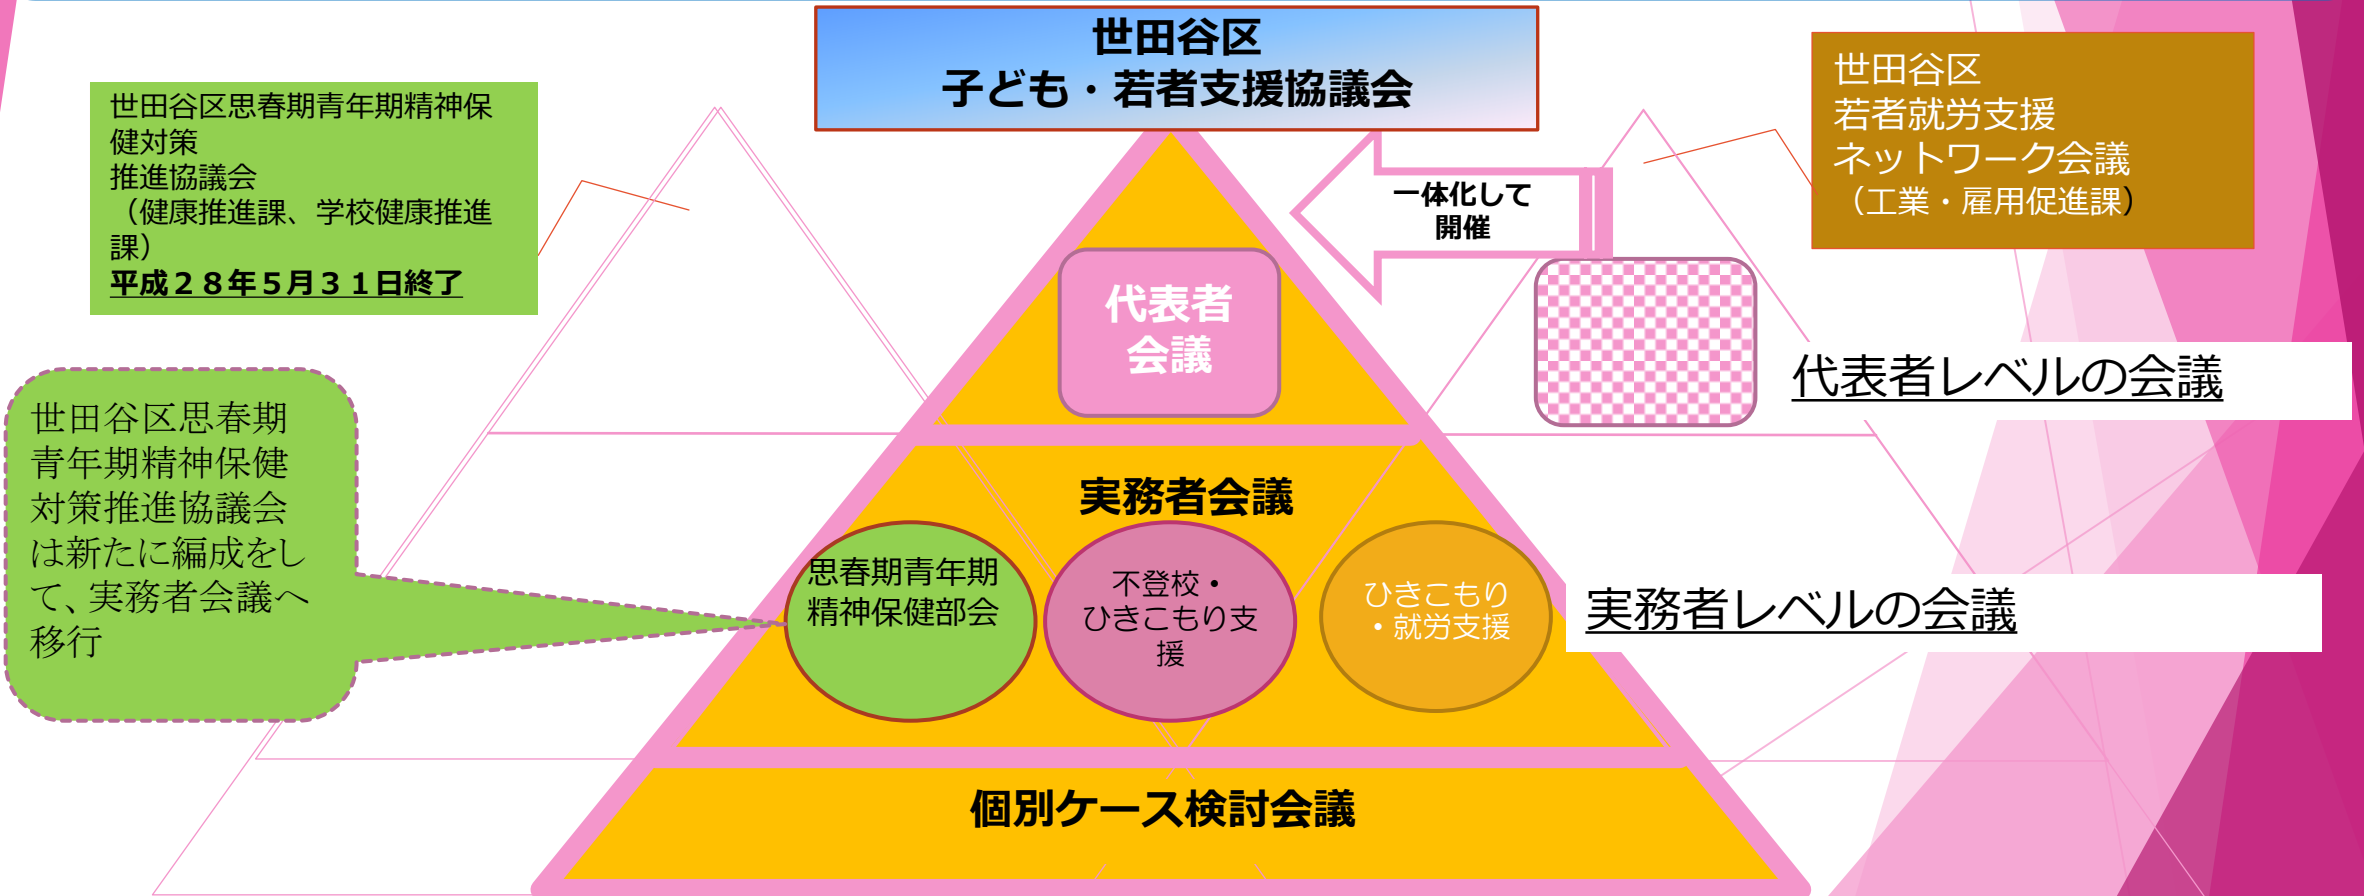 世田谷区
子ども・若者支援協議会
世田谷区思春期青年期精神保
健対策
推進協議会
（健康推進課、学校健康推進
課）
平成２８年５月３１日終了
世田谷区
若者就労支援
ネットワーク会議
（工業・雇用促進課）
一体化して
開催
代表者
会議
代表者レベルの会議
世田谷区思春期
青年期精神保健
対策推進協議会
は新たに編成をし
て、実務者会議へ
移行
実務者会議
思春期青年期
精神保健部会
不登校・
ひきこもり支
援
ひきこもり
・就労支援
実務者レベルの会議
個別ケース検討会議